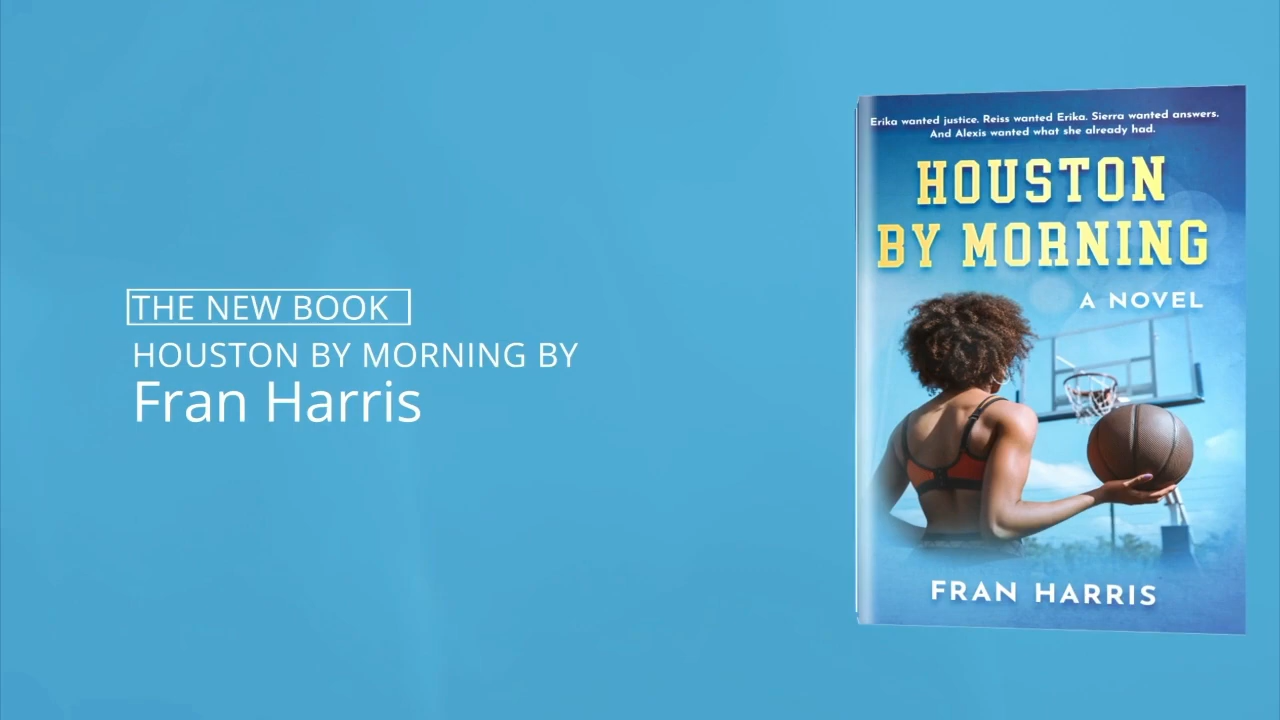 THE NEW BOOK
HOUSTON BY MORNING BY
Fran Harris
Erika wanted justice. Reiss wanted Erika. Sierra wanted answers.
And Alexis wanted what she already had.
HOUSTON
BY MORNING
A NOVEL
FRAN HARRIS